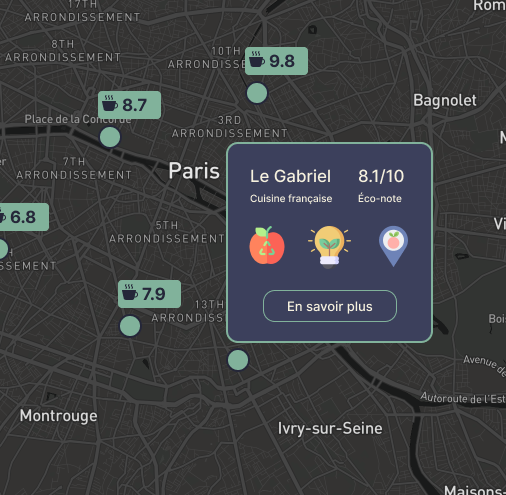 17TH
ARRONDISSEMENT
Rom
8TH
ARRONDISSEMENT
10TH
ARRONDISSE
9.8
8.7
Bagnolet
Place de la Concorde
3RD
ARRONDISSEMENT
7TH
ARRONDISSEMENT
Paris
Le Gabriel
8.1/10
Cuisine française
Éco-note
6.8
5TH
ARRONDISSEMENT
SSEMENT
7.9
13TH
ARRONDISS
En savoir plus
Bois
Avenue de
Autoroute de l'Est
Montrouge
Ivry-sur-Seine
Maisons-